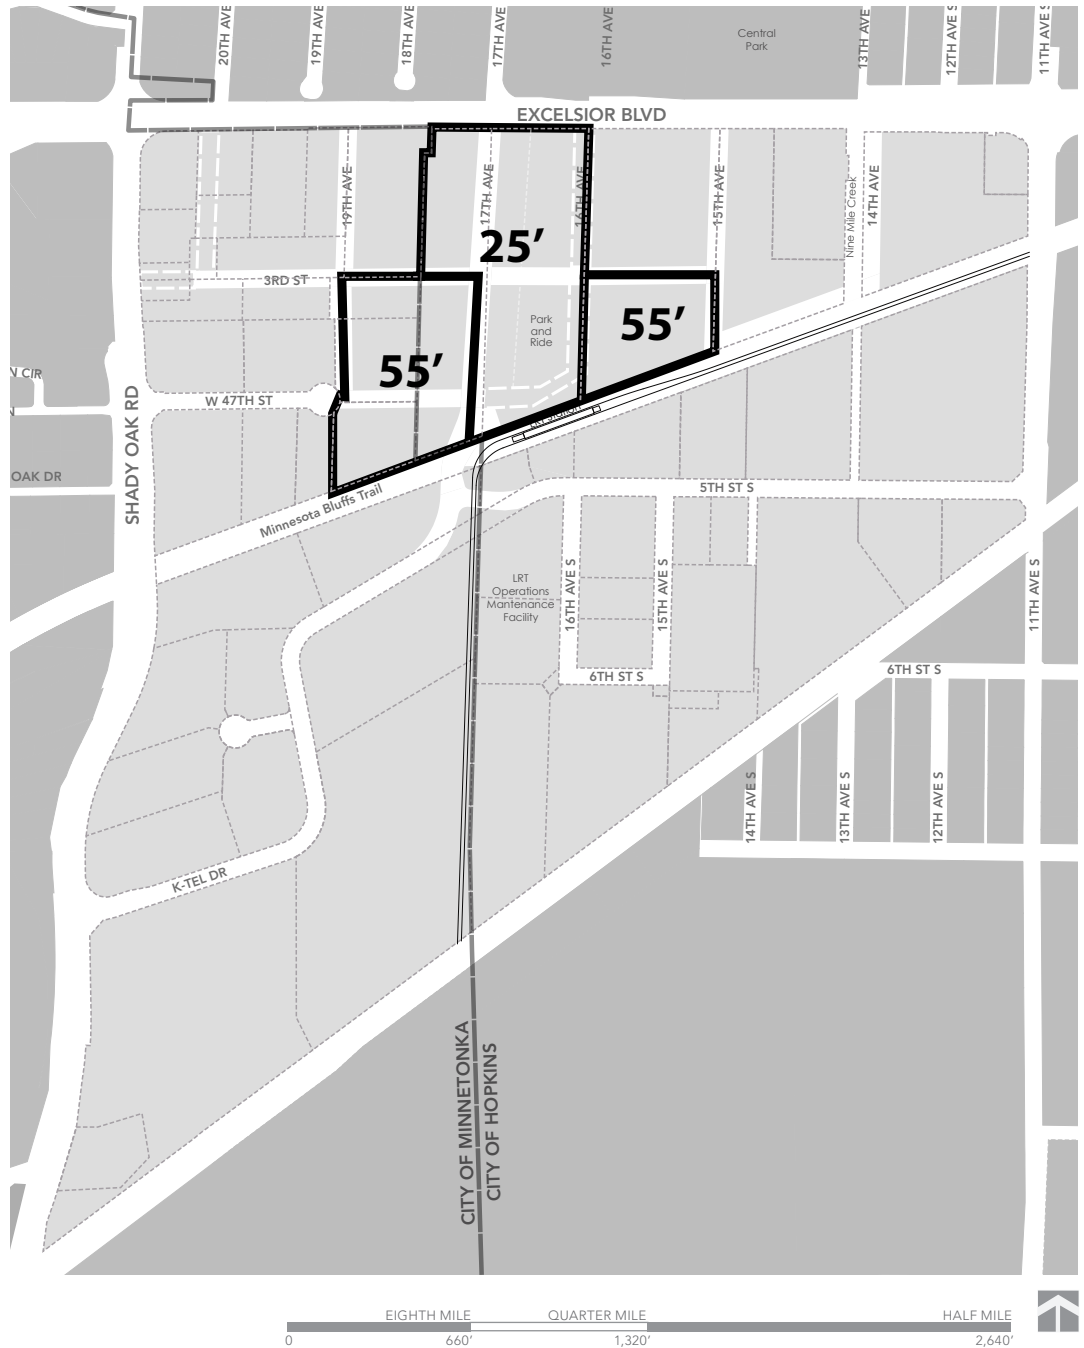 20TH AVE
19TH AVE
18TH AVE
17TH AVE
16TH AVE
Central
Park
13TH AVE
12TH AVE S
11TH AVE S
EXCELSIOR BLVD
19TH AVE
17TH AVE
16TH AVE
15TH AVE
Nine Mile Creek
14TH AVE
25’
3RD ST
Park
and
Ride
55’
55’
N CIR
W 47TH ST
SHADY OAK RD
OAK DR
Minnesota Bluffs Trail
5TH ST S
LRT
Operations
Mantenance
Facility
16TH AVE S
15TH AVE S
11TH AVE S
6TH ST S
6TH ST S
14TH AVE S
13TH AVE S
12TH AVE S
K-TEL DR
CITY OF MINNETONKA
CITY OF HOPKINS
EIGHTH MILE QUARTER MILE HALF MILE
0 660’ 1,320’ 2,640’